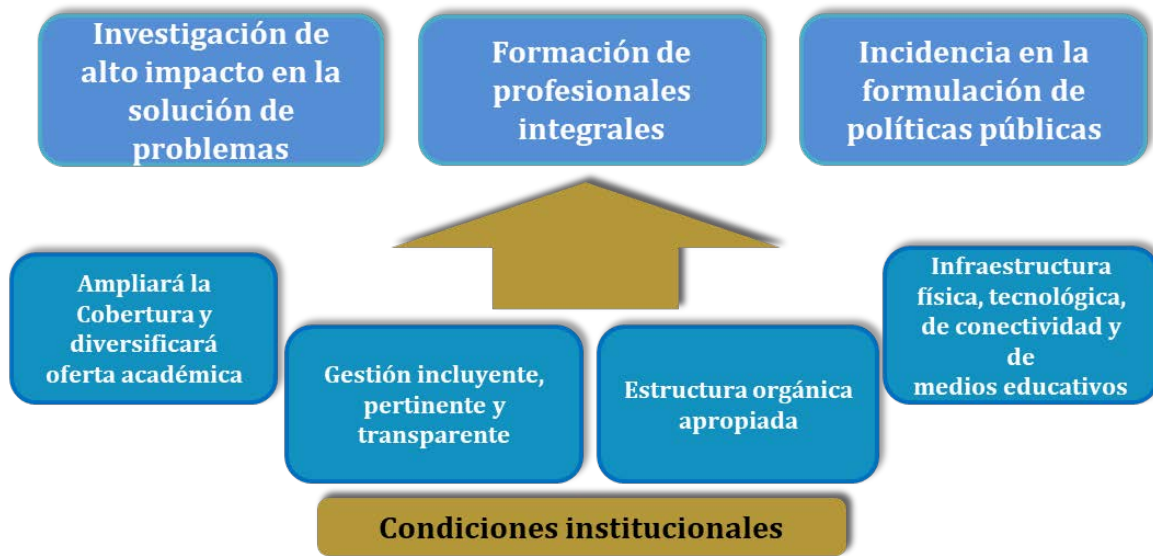 Investigación de
alto impacto en la
solución de
problemas
Formación de
profesionales
integrales
Incidencia en la
formulación de
políticas públicas
Ampliará la
Cobertura y
diversificará
oferta académica
Gestión incluyente,
pertinente y
transparente
Estructura orgánica
apropiada
Infraestructura
física, tecnológica,
de conectividad y
de
medios educativos
Condiciones institucionales